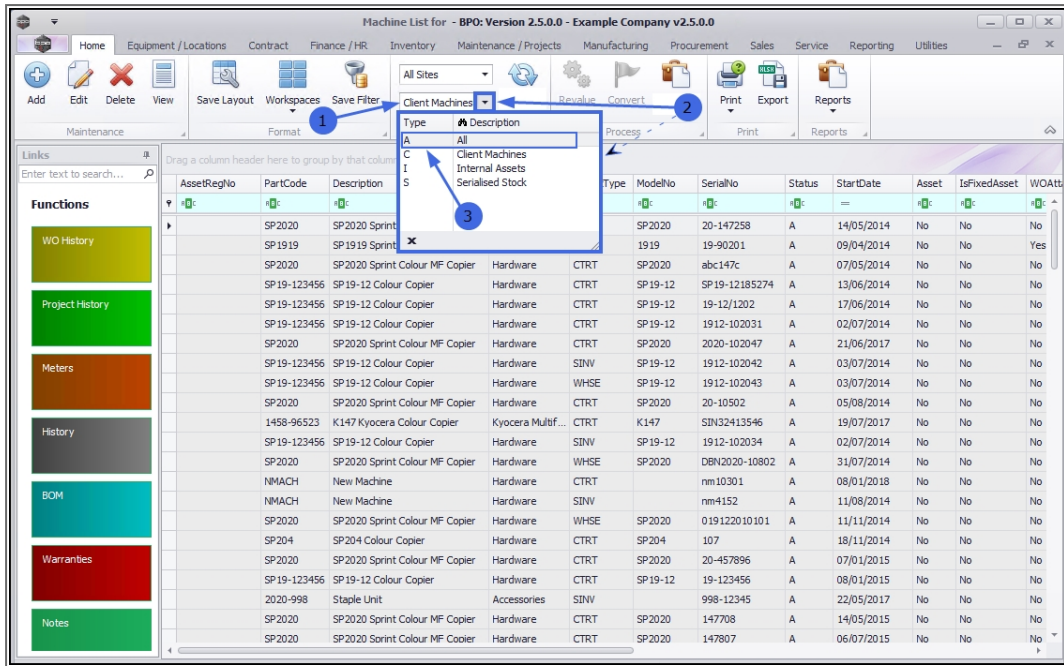 Machine List for - BPO: Version 2.5.0.0 - Example Company v2.5.0.0
Home Equipment / Locations Contract Finance / HR Inventory Maintenance / Projects Manufacturing Procurement Sales Service Reporting Utilities
All Sites
Add Edit Delete View Save Layout Workspaces Save Filter Client Machines Revalue Convert Print Export Reports
1 2
Maintenance Format Process Print Reports
Type Description
A All
C Client Machines
I Internal Assets
S Serialised Stock
3
x
Links
Enter text to search...
Functions
WO History
Project History
Meters
History
BOM
Warranties
Notes
Drag a column header here to group by that colum
AssetRegNo PartCode Description Type ModelNo SerialNo Status StartDate Asset IsFixedAsset WOAtt
SP2020 SP2020 Sprint SP2020 20-147258 A 14/05/2014 No No No
SP1919 SP1919 Sprint 1919 19-90201 A 09/04/2014 No No Yes
SP2020 SP2020 Sprint Colour MF Copier Hardware CTRT SP2020 abc147c A 07/05/2014 No No No
SP19-123456 SP19-12 Colour Copier Hardware CTRT SP19-12 SP19-12185274 A 13/06/2014 No No No
SP19-123456 SP19-12 Colour Copier Hardware CTRT SP19-12 19-12/1202 A 17/06/2014 No No No
SP19-123456 SP19-12 Colour Copier Hardware CTRT SP19-12 1912-102031 A 02/07/2014 No No No
SP2020 SP2020 Sprint Colour MF Copier Hardware CTRT SP2020 2020-102047 A 21/06/2017 No No No
SP19-123456 SP19-12 Colour Copier Hardware SINV SP19-12 1912-102042 A 03/07/2014 No No No
SP19-123456 SP19-12 Colour Copier Hardware WHSE SP19-12 1912-102043 A 03/07/2014 No No No
SP2020 SP2020 Sprint Colour MF Copier Hardware CTRT SP2020 20-10502 A 05/08/2014 No No No
1458-96523 K147 Kyocera Colour Copier Kyocera Multif... CTRT K147 SIN32413546 A 19/07/2017 No No No
SP19-123456 SP19-12 Colour Copier Hardware SINV SP19-12 1912-102034 A 02/07/2014 No No No
SP2020 SP2020 Sprint Colour MF Copier Hardware WHSE SP2020 DBN2020-10802 A 31/07/2014 No No No
NMACH New Machine Hardware CTRT nm10301 A 08/01/2018 No No No
NMACH New Machine Hardware SINV nm4152 A 11/08/2014 No No No
SP2020 SP2020 Sprint Colour MF Copier Hardware WHSE SP2020 019122010101 A 11/11/2014 No No No
SP204 SP204 Colour Copier Hardware CTRT SP204 107 A 18/11/2014 No No No
SP2020 SP2020 Sprint Colour MF Copier Hardware CTRT SP2020 20-457896 A 07/01/2015 No No No
SP19-123456 SP19-12 Colour Copier Hardware CTRT SP19-12 19-123456 A 08/01/2015 No No No
2020-998 Staple Unit Accessories SINV 998-12345 A 22/05/2017 No No No
SP2020 SP2020 Sprint Colour MF Copier Hardware CTRT SP2020 147708 A 14/05/2015 No No No
SP2020 SP2020 Sprint Colour MF Copier Hardware CTRT SP2020 147807 A 06/07/2015 No No No